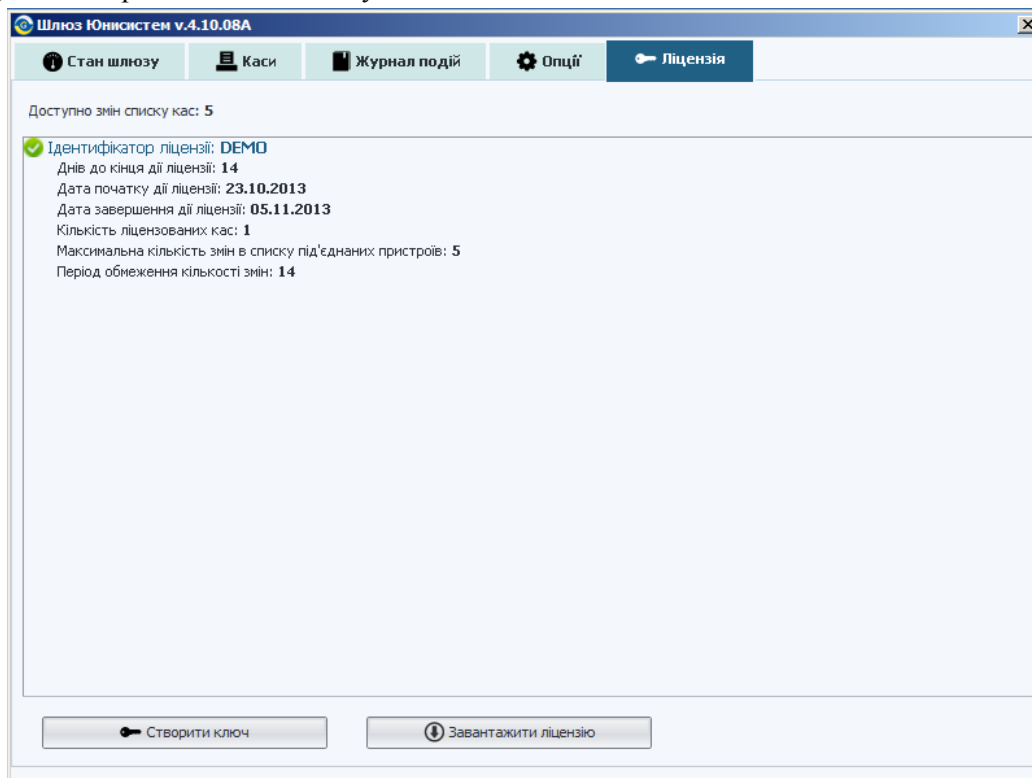 Шлюз Юнисистем v.4.10.08A
Стан шлюзу Каси Журнал подій Опції Ліцензія
Доступно змін списку кас: 5
Ідентифікатор ліцензії: DEMO
Днів до кінця дії ліцензії: 14
Дата початку дії ліцензії: 23.10.2013
Дата завершення дії ліцензії: 05.11.2013
Кількість ліцензованих кас: 1
Максимальна кількість змін в списку під'єднаних пристроїв: 5
Період обмеження кількості змін: 14
Створити ключ Завантажити ліцензію